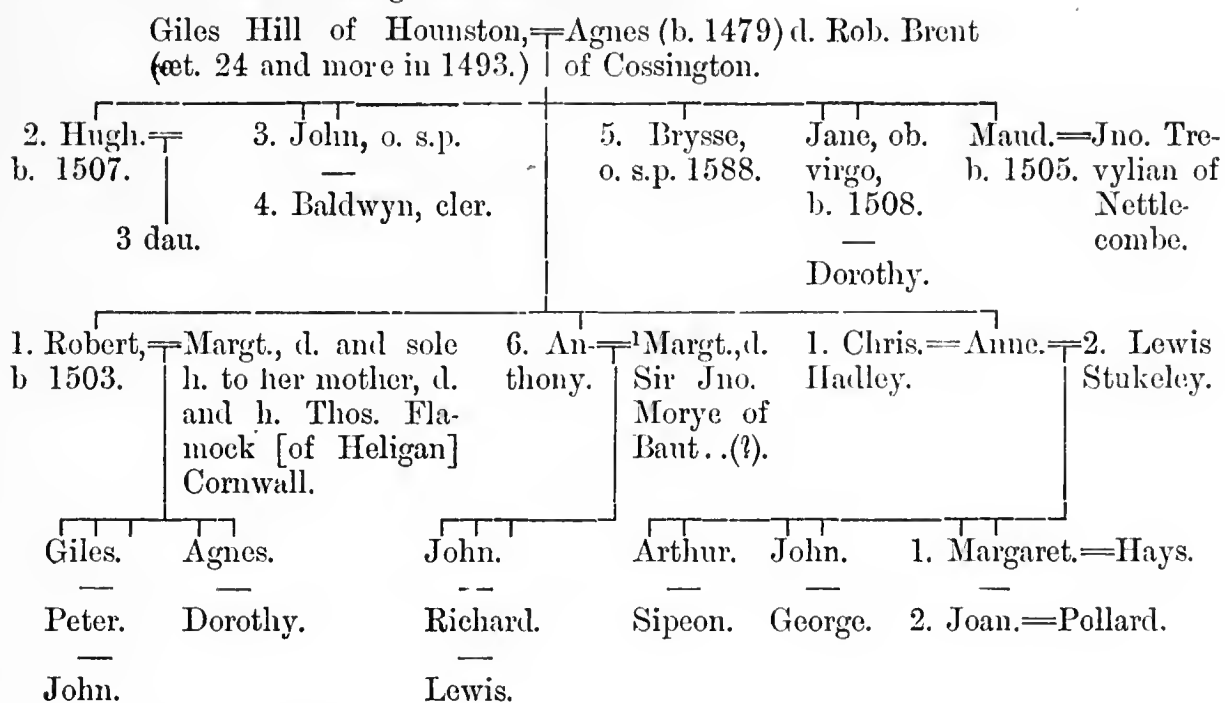 Giles Hill of Hounston,=Agnes (b. 1479) d. Rob. Brent
(æt. 24 and more in 1493.) of Cossington.
2. Hugh.= 3. John, o. s.p. 5. Brysse, Jane, ob. Maud.=Jno. Tre-
b. 1507. — o. s.p. 1588. virgo, b. 1505. vylian of
4. Baldwyn, cler. b. 1508. Nettle-
3 dau. — combe.
Dorothy.
1. Robert,=Margt., d. and sole 6. An-=¹Margt., d. 1. Chris.=Anne.=2. Lewis
b 1503. h. to her mother, d. thony. Sir Jno. Hadley. Stukeley.
and h. Thos. Fla- Morye of
mock [of Heligan] Baut..(?).
Cornwall.
Giles. Agnes. John. Arthur. John. 1. Margaret.=Hays.
— — — — — —
Peter. Dorothy. Richard. Sipeon. George. 2. Joan.=Pollard.
— —
John. Lewis.